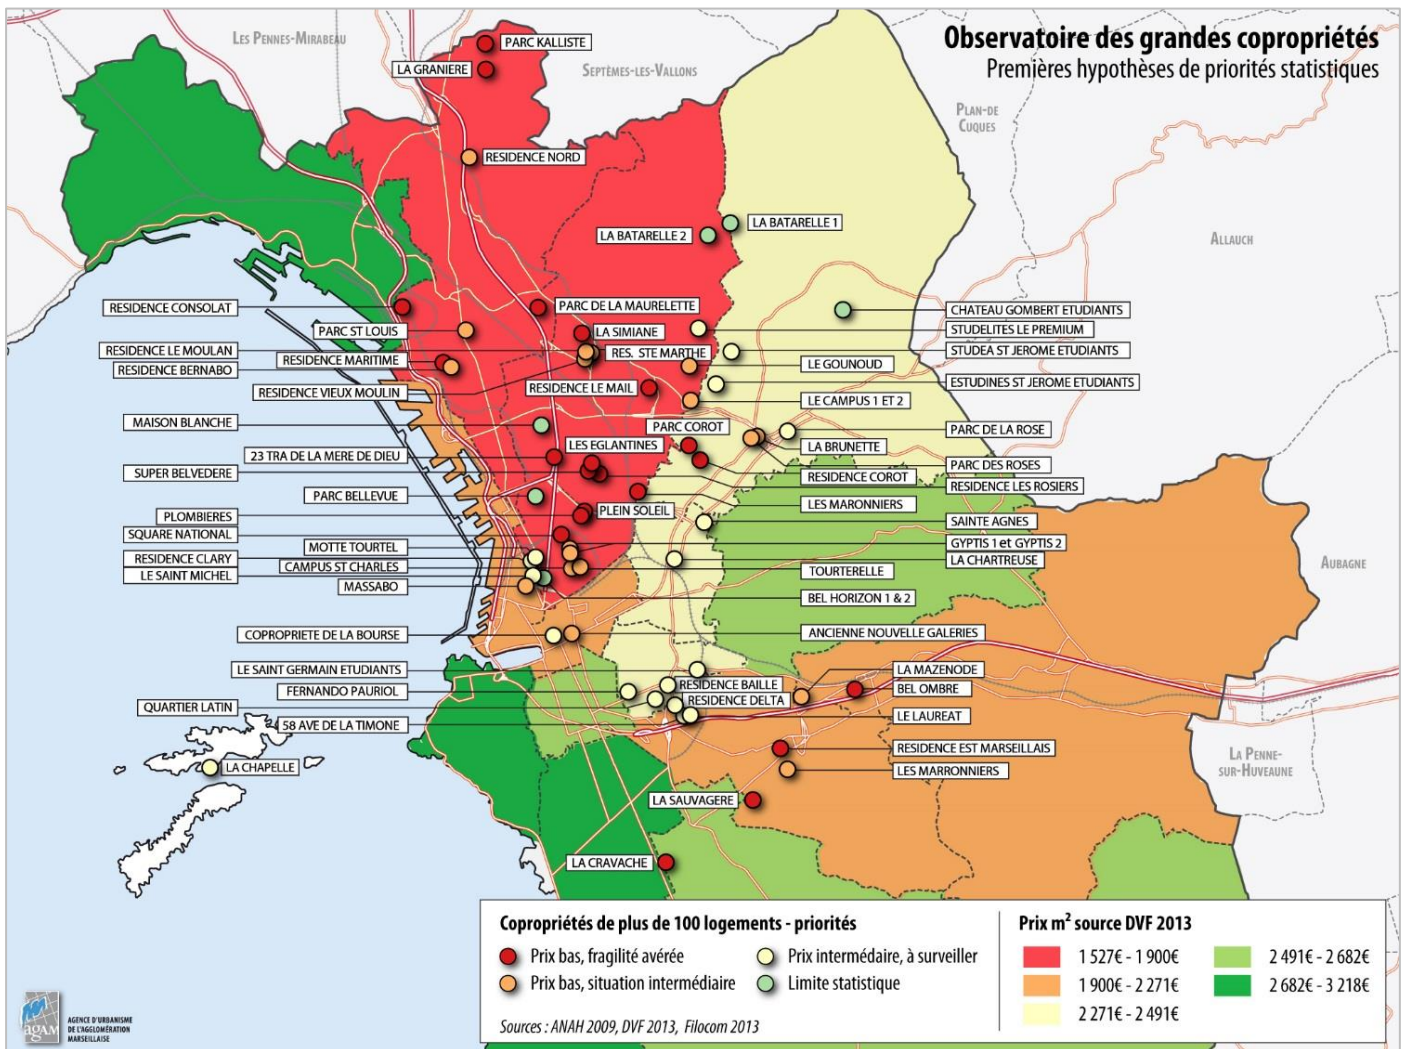 Observatoire des grandes copropriétés
Premières hypothèses de priorités statistiques
LES PENNES-MIRABEAU
SEPTÈMES-LES-VALLONS
PLAN-DE
CUQUES
ALLAUCH
AUBAGNE
LA PENNE-
SUR-HUVEAUNE
PARC KALLISTE
LA GRANIERE
RESIDENCE NORD
LA BATARELLE 1
LA BATARELLE 2
RESIDENCE CONSOLAT
PARC DE LA MAURELETTE
CHATEAU GOMBERT ETUDIANTS
PARC ST LOUIS
LA SIMIANE
STUDELITES LE PREMIUM
RESIDENCE LE MOULAN
RESIDENCE MARITIME
RES. STE MARTHE
STUDEA ST JEROME ETUDIANTS
RESIDENCE BERNABO
LE GOUNOUD
RESIDENCE VIEUX MOULIN
RESIDENCE LE MAIL
ESTUDINES ST JEROME ETUDIANTS
LE CAMPUS 1 ET 2
MAISON BLANCHE
PARC COROT
PARC DE LA ROSE
LES EGLANTINES
LA BRUNETTE
23 TRA DE LA MERE DE DIEU
PARC DES ROSES
SUPER BELVEDERE
RESIDENCE COROT
RESIDENCE LES ROSIERS
PARC BELLEVUE
LES MARONNIERS
PLOMBIERES
PLEIN SOLEIL
SAINTE AGNES
SQUARE NATIONAL
MOTTE TOURTEL
GYPTIS 1 et GYPTIS 2
RESIDENCE CLARY
CAMPUS ST CHARLES
LA CHARTREUSE
LE SAINT MICHEL
TOURTERELLE
MASSABO
BEL HORIZON 1 & 2
COPROPRIETE DE LA BOURSE
ANCIENNE NOUVELLE GALERIES
LE SAINT GERMAIN ETUDIANTS
LA MAZENODE
FERNANDO PAURIOL
RESIDENCE BAILLE
BEL OMBRE
QUARTIER LATIN
RESIDENCE DELTA
58 AVE DE LA TIMONE
LE LAUREAT
RESIDENCE EST MARSEILLAIS
LA CHAPELLE
LES MARRONNIERS
LA SAUVAGERE
LA CRAVACHE
Copropriétés de plus de 100 logements - priorités
Prix bas, fragilité avérée
Prix bas, situation intermédiaire
Prix intermédaire, à surveiller
Limite statistique
Sources : ANAH 2009, DVF 2013, Filocom 2013
Prix m² source DVF 2013
1 527€ - 1 900€
1 900€ - 2 271€
2 271€ - 2 491€
2 491€ - 2 682€
2 682€ - 3 218€
agAM
AGENCE D'URBANISME
DE L'AGGLOMÉRATION
MARSEILLAISE